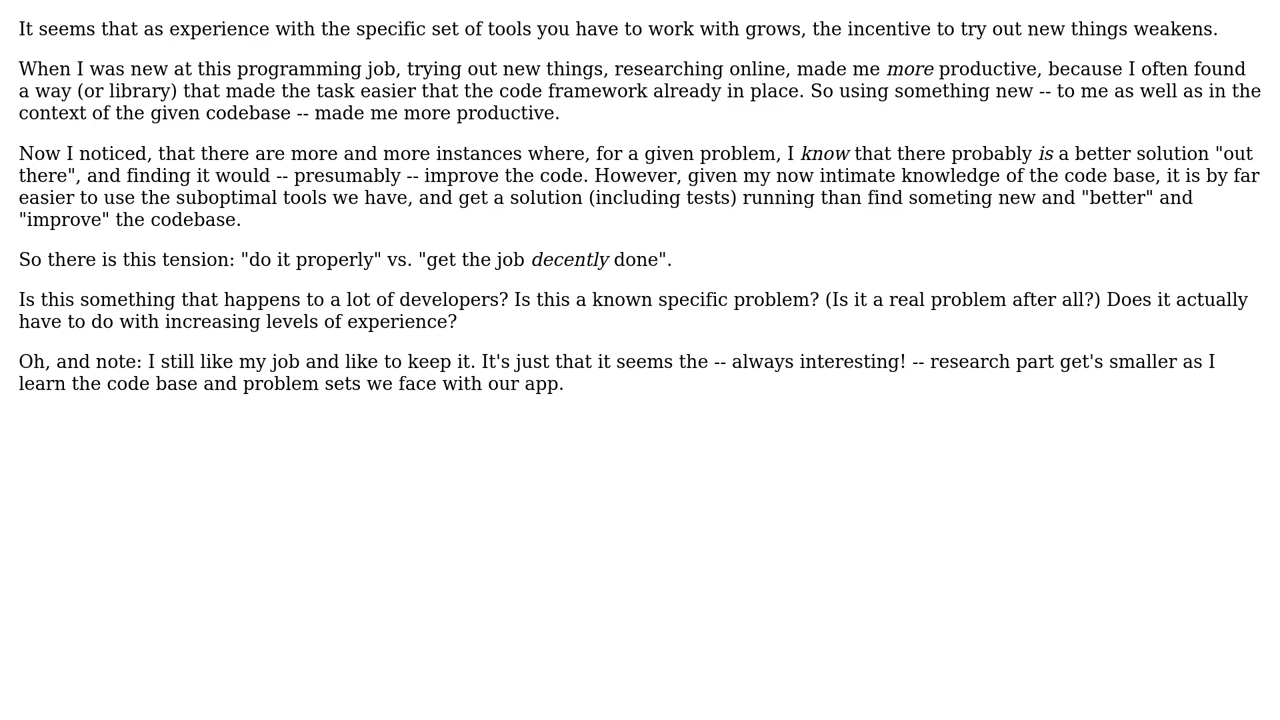 It seems that as experience with the specific set of tools you have to work with grows, the incentive to try out new things weakens.
When I was new at this programming job, trying out new things, researching online, made me more productive, because I often found
a way (or library) that made the task easier that the code framework already in place. So using something new -- to me as well as in the
context of the given codebase -- made me more productive.
Now I noticed, that there are more and more instances where, for a given problem, I know that there probably is a better solution "out
there", and finding it would -- presumably -- improve the code. However, given my now intimate knowledge of the code base, it is by far
easier to use the suboptimal tools we have, and get a solution (including tests) running than find someting new and "better" and
"improve" the codebase.
So there is this tension: "do it properly" vs. "get the job decently done".
Is this something that happens to a lot of developers? Is this a known specific problem? (Is it a real problem after all?) Does it actually
have to do with increasing levels of experience?
Oh, and note: I still like my job and like to keep it. It's just that it seems the -- always interesting! -- research part get's smaller as I
learn the code base and problem sets we face with our app.